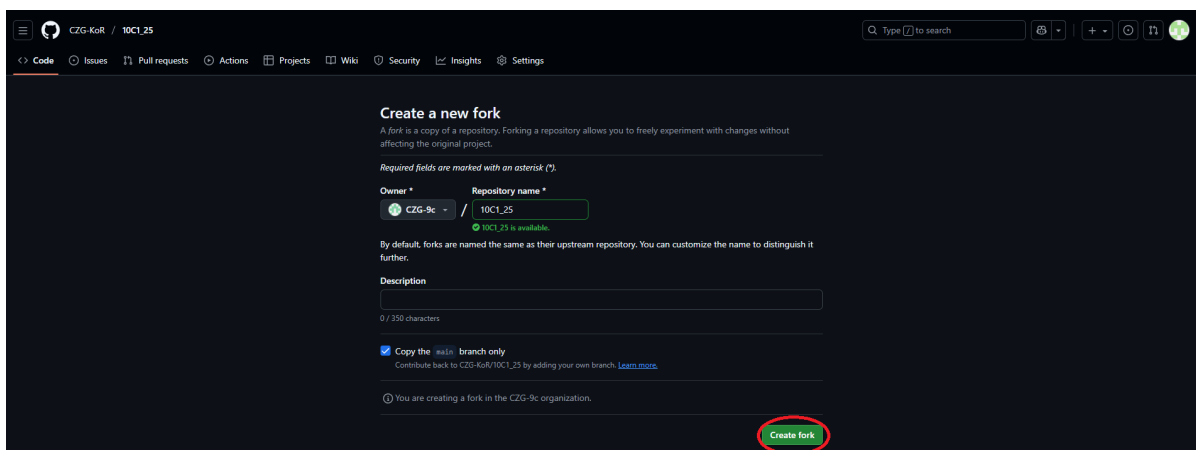 CZG-KoR / 10C1_25
Type / to search
Code Issues Pull requests Actions Projects Wiki Security Insights Settings
Create a new fork
A fork is a copy of a repository. Forking a repository allows you to freely experiment with changes without
affecting the original project.
Required fields are marked with an asterisk (*).
Owner * Repository name *
CZG-9c / 10C1_25
10C1_25 is available.
By default, forks are named the same as their upstream repository. You can customize the name to distinguish it
further.
Description
0 / 350 characters
Copy the main branch only
Contribute back to CZG-KoR/10C1_25 by adding your own branch. Learn more.
You are creating a fork in the CZG-9c organization.
Create fork